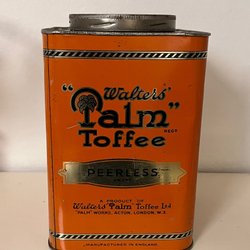 "Walters'
"Palm"
Toffee
REGD
PEERLESS
A PRODUCT OF
Walters' "Palm" Toffee Ltd
"PALM" WORKS, ACTON, LONDON, W.3
MANUFACTURED IN ENGLAND